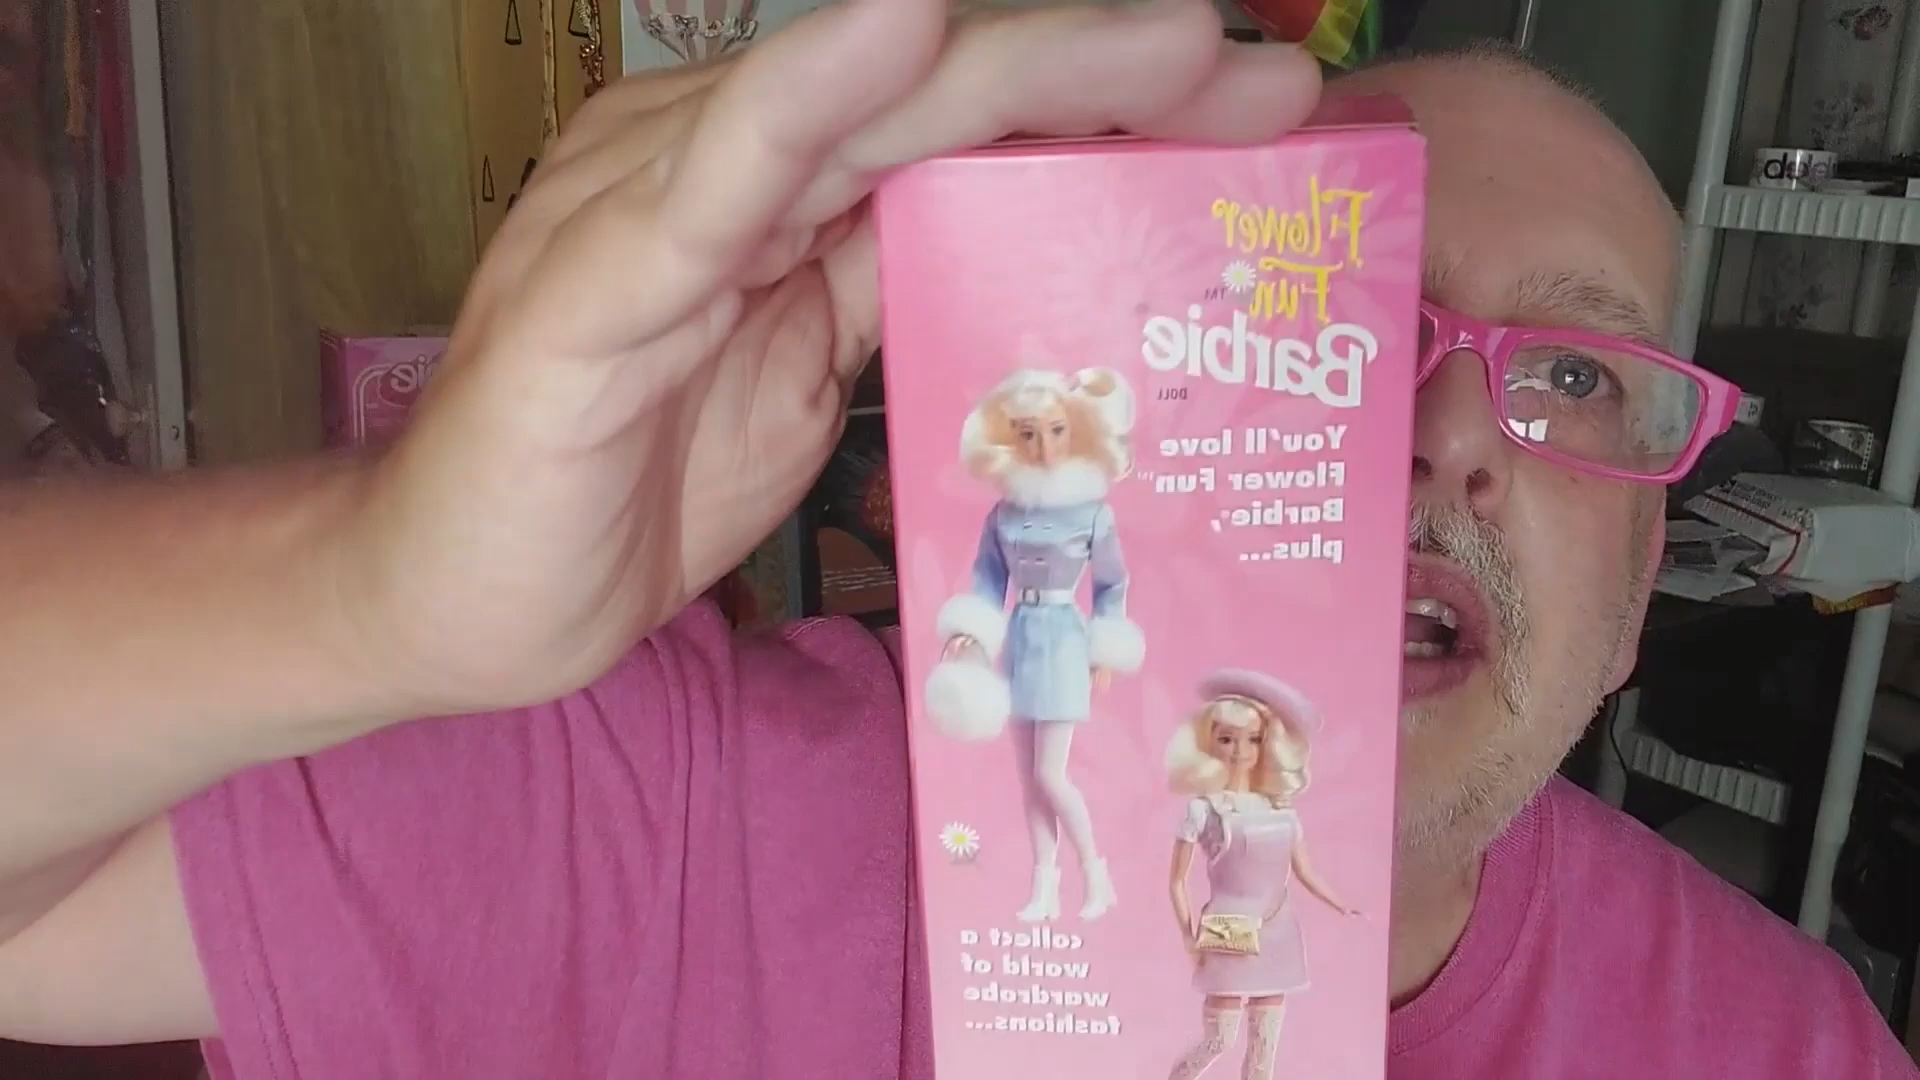 Flower
Fun™
Barbie
DOLL
You'll love
Flower Fun™
Barbie®,
plus...
collect a
world of
wardrobe
fashions...